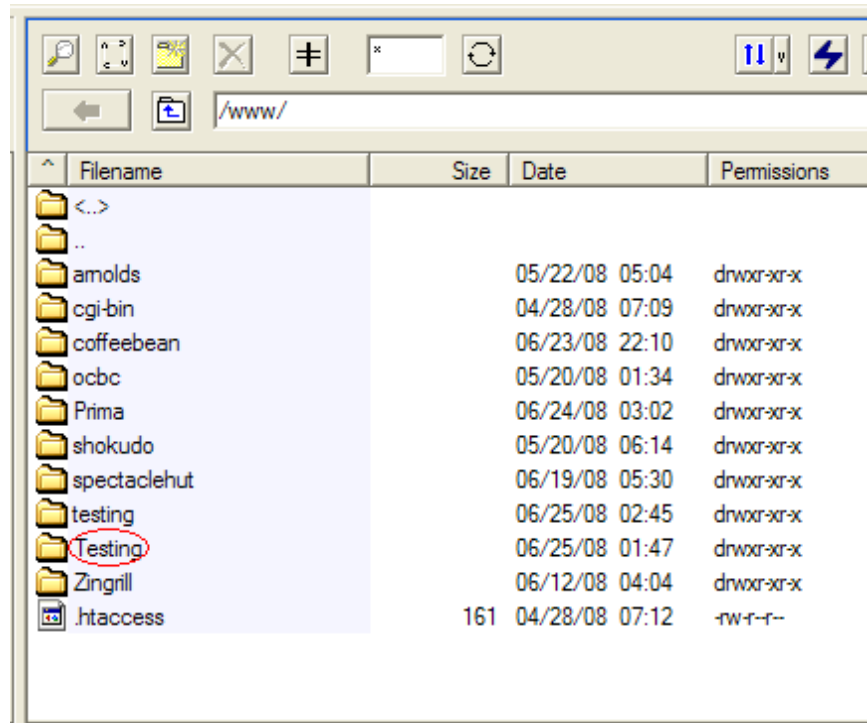 *
/www/
^ Filename Size Date Permissions
<..>
..
arnolds 05/22/08 05:04 drwxr-xr-x
cgi-bin 04/28/08 07:09 drwxr-xr-x
coffeebean 06/23/08 22:10 drwxr-xr-x
ocbc 05/20/08 01:34 drwxr-xr-x
Prima 06/24/08 03:02 drwxr-xr-x
shokudo 05/20/08 06:14 drwxr-xr-x
spectaclehut 06/19/08 05:30 drwxr-xr-x
testing 06/25/08 02:45 drwxr-xr-x
Testing 06/25/08 01:47 drwxr-xr-x
Zingrill 06/12/08 04:04 drwxr-xr-x
.htaccess 161 04/28/08 07:12 -rw-r--r--